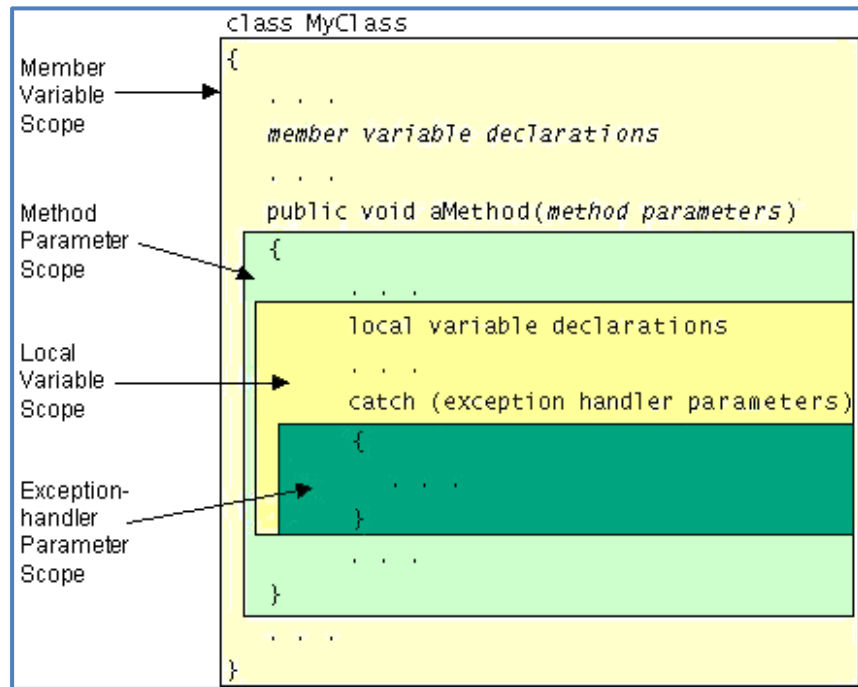 class MyClass
{
Member
Variable
Scope
. . .
member variable declarations
. . .
public void aMethod(method parameters)
Method
Parameter
Scope
{
. . .
local variable declarations
. . .
Local
Variable
Scope
catch (exception handler parameters)
{
. . .
}
Exception-
handler
Parameter
Scope
. . .
}
. . .
}